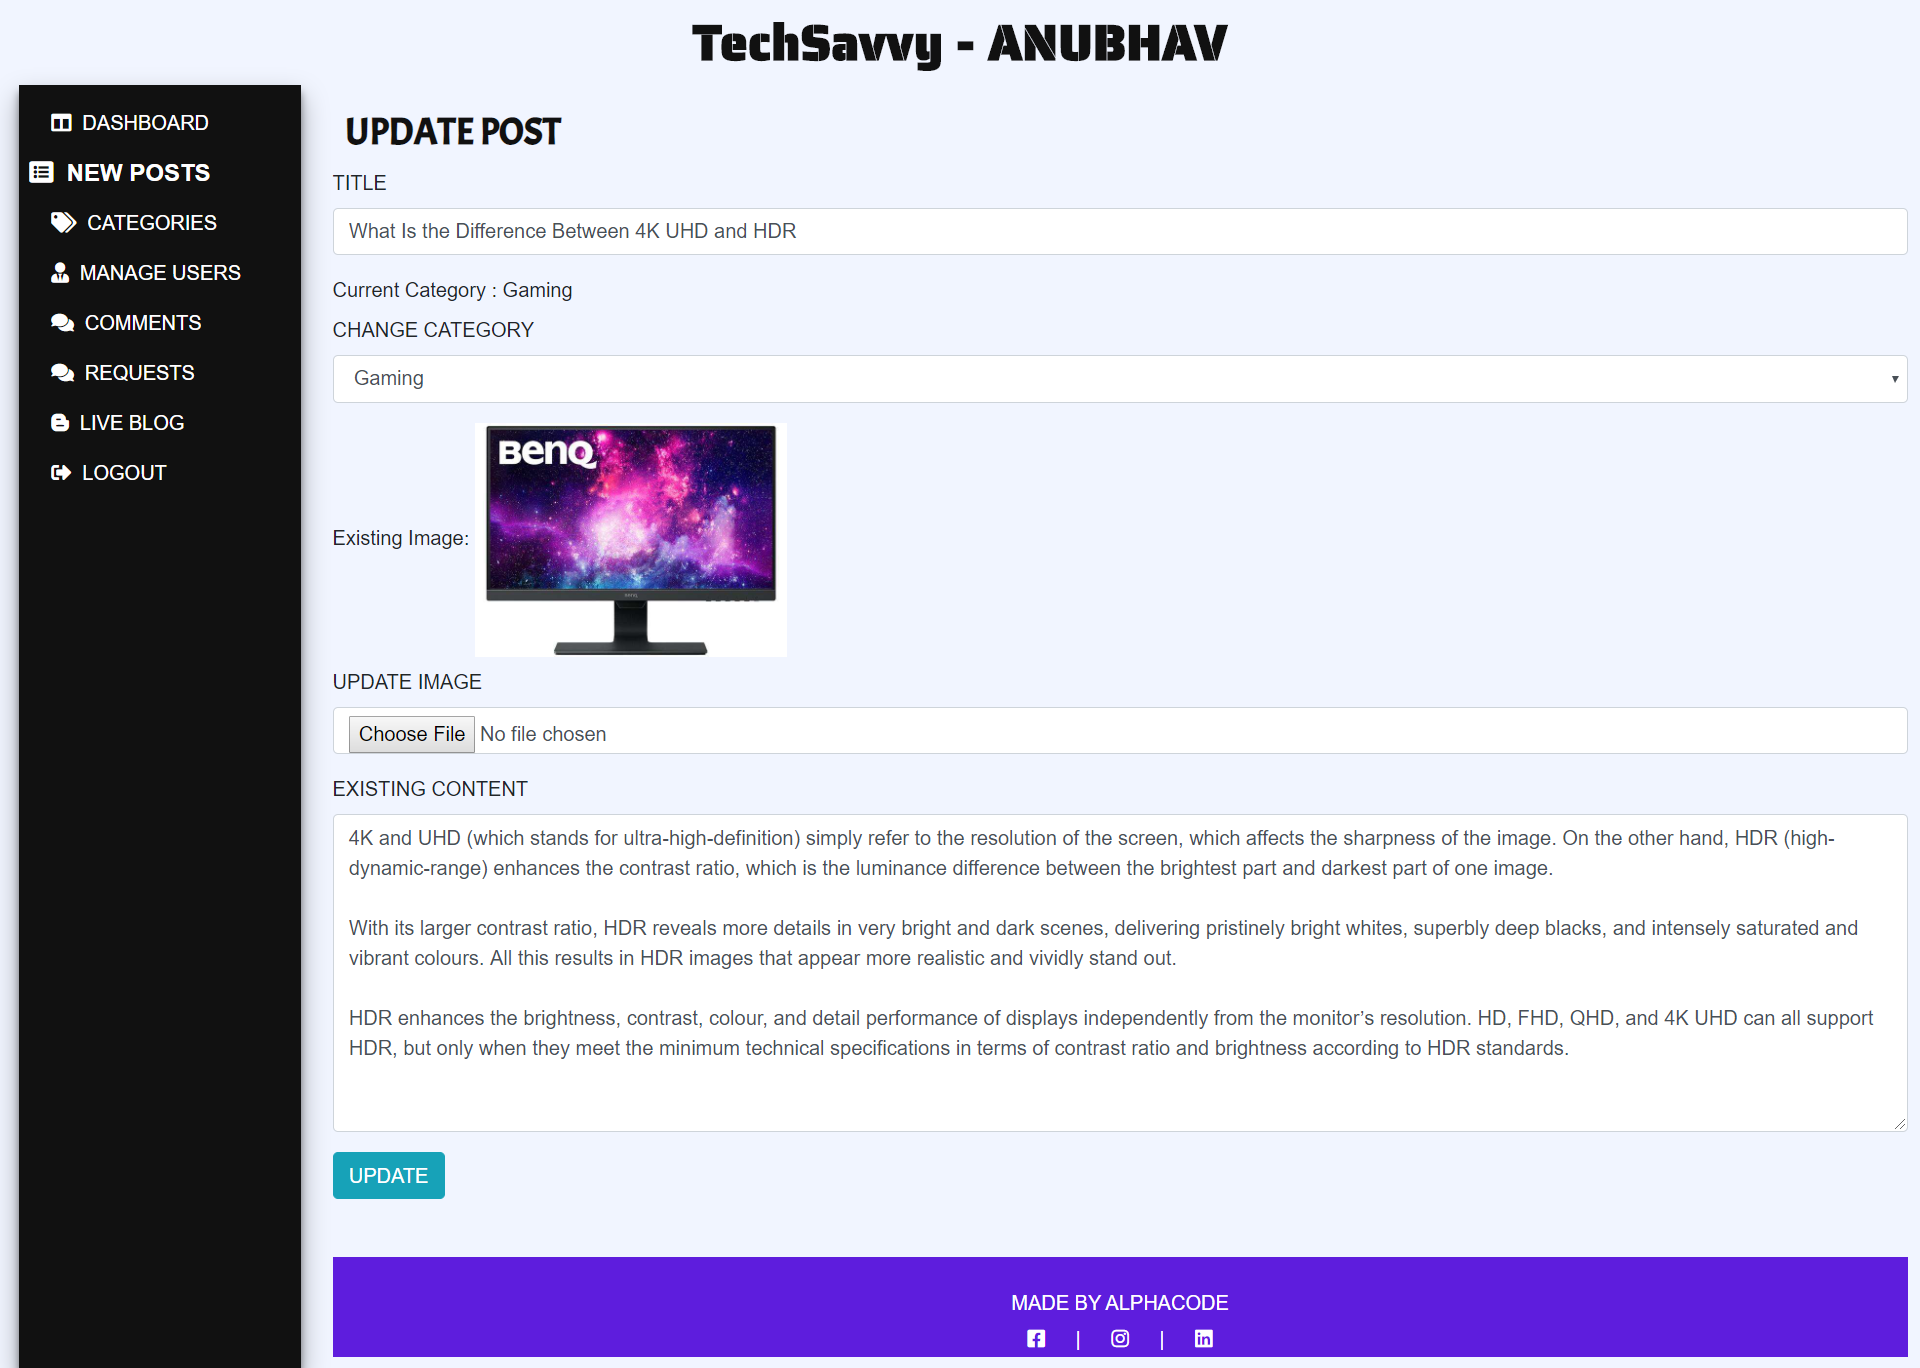 TechSavvy - ANUBHAV
DASHBOARD
NEW POSTS
CATEGORIES
MANAGE USERS
COMMENTS
REQUESTS
LIVE BLOG
LOGOUT
UPDATE POST
TITLE
What Is the Difference Between 4K UHD and HDR
Current Category : Gaming
CHANGE CATEGORY
Gaming
Existing Image:
BenQ
BenQ
UPDATE IMAGE
Choose File No file chosen
EXISTING CONTENT
4K and UHD (which stands for ultra-high-definition) simply refer to the resolution of the screen, which affects the sharpness of the image. On the other hand, HDR (high-
dynamic-range) enhances the contrast ratio, which is the luminance difference between the brightest part and darkest part of one image.
With its larger contrast ratio, HDR reveals more details in very bright and dark scenes, delivering pristinely bright whites, superbly deep blacks, and intensely saturated and
vibrant colours. All this results in HDR images that appear more realistic and vividly stand out.
HDR enhances the brightness, contrast, colour, and detail performance of displays independently from the monitor’s resolution. HD, FHD, QHD, and 4K UHD can all support
HDR, but only when they meet the minimum technical specifications in terms of contrast ratio and brightness according to HDR standards.
UPDATE
MADE BY ALPHACODE
| |